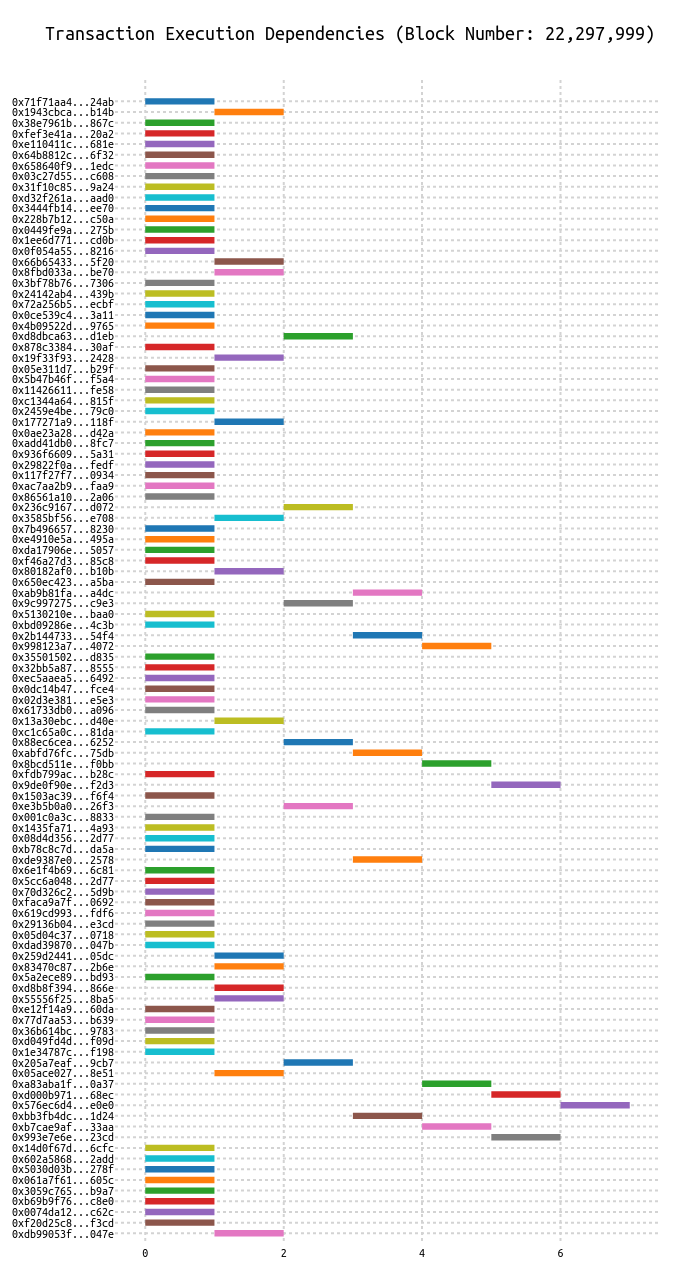 Transaction Execution Dependencies (Block Number: 22,297,999)
0x71f71aa4...24ab
0x1943cbca...b14b
0x38e7961b...867c
0xfef3e41a...20a2
0xe110411c...681e
0x64b8812c...6f32
0x658640f9...1edc
0x03c27d55...c608
0x31f10c85...9a24
0xd32f261a...aad0
0x3444fb14...ee70
0x228b7b12...c50a
0x0449fe9a...275b
0x1ee6d771...cd0b
0x0f054a55...8216
0x66b65433...5f20
0x8fbd033a...be70
0x3bf78b76...7306
0x24142ab4...439b
0x72a256b5...ecbf
0x0ce539c4...3a11
0x4b09522d...9765
0xd8dbca63...d1eb
0x878c3384...30af
0x19f33f93...2428
0x05e311d7...b29f
0x5b47b46f...f5a4
0x11426611...fe58
0xc1344a64...815f
0x2459e4be...79c0
0x177271a9...118f
0x0ae23a28...d42a
0xadd41db0...8fc7
0x936f6609...5a31
0x29822f0a...fedf
0x117f27f7...0934
0xac7aa2b9...faa9
0x86561a10...2a06
0x236c9167...d072
0x3585bf56...e708
0x7b496657...8230
0xe4910e5a...495a
0xda17906e...5057
0xf46a27d3...85c8
0x80182af0...b10b
0x650ec423...a5ba
0xab9b81fa...a4dc
0x9c997275...c9e3
0x5130210e...baa0
0xbd09286e...4c3b
0x2b144733...54f4
0x998123a7...4072
0x35501502...d835
0x32bb5a87...8555
0xec5aaea5...6492
0x0dc14b47...fce4
0x02d3e381...e5e3
0x61733db0...a096
0x13a30ebc...d40e
0xc1c65a0c...81da
0x88ec6cea...6252
0xabfd76fc...75db
0x8bcd511e...f0bb
0xfdb799ac...b28c
0x9de0f90e...f2d3
0x1503ac39...f6f4
0xe3b5b0a0...26f3
0x001c0a3c...8833
0x1435fa71...4a93
0x08d4d356...2d77
0xb78c8c7d...da5a
0xde9387e0...2578
0x6e1f4b69...6c81
0x5cc6a048...2d77
0x70d326c2...5d9b
0xfaca9a7f...0692
0x619cd993...fdf6
0x29136b04...e3cd
0x05d04c37...0718
0xdad39870...047b
0x259d2441...05dc
0x83470c87...2b6e
0x5a2ece89...bd93
0xd8b8f394...866e
0x55556f25...8ba5
0xe12f14a9...60da
0x77d7aa53...b639
0x36b614bc...9783
0xd049fd4d...f09d
0x1e34787c...f198
0x205a7eaf...9cb7
0x05ace027...8e51
0xa83aba1f...0a37
0xd000b971...68ec
0x576ec6d4...e0e0
0xbb3fb4dc...1d24
0xb7cae9af...33aa
0x993e7e6e...23cd
0x14d0f67d...6cfc
0x602a5868...2add
0x5030d03b...278f
0x061a7f61...605c
0x3059c765...b9a7
0xb69b9f76...c8e0
0x0074da12...c62c
0xf20d25c8...f3cd
0xdb99053f...047e
0 2 4 6